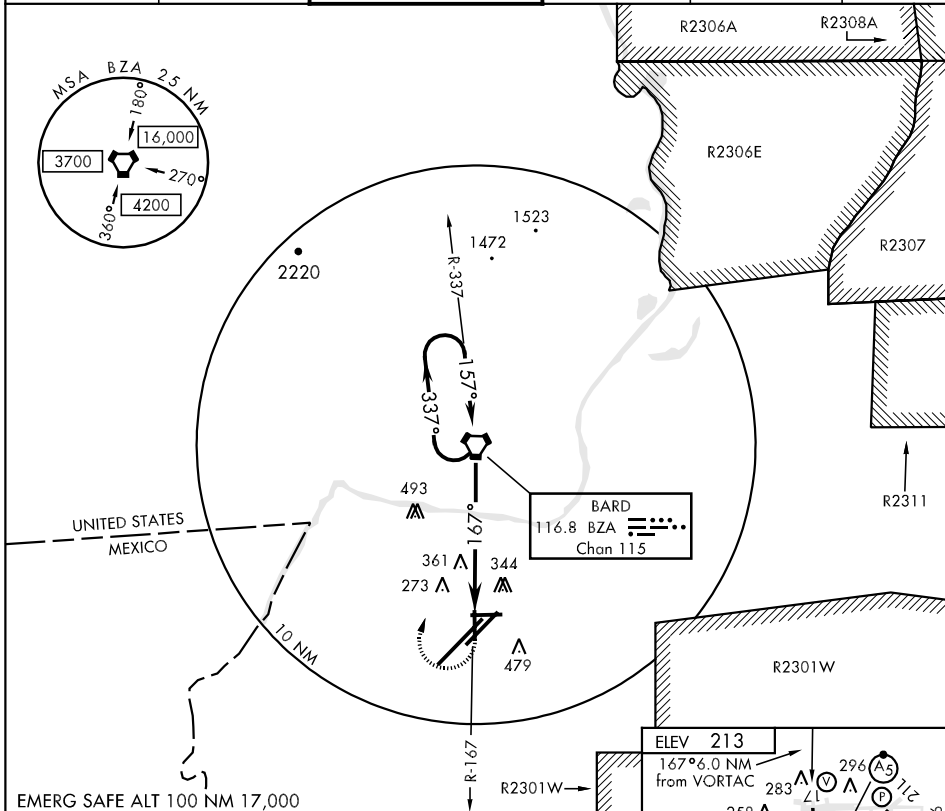 R2306A
R2308A
MSA BZA 25 NM
180°
16,000
3700
270°
4200
360°
R2306E
1523
1472
2220
R-337
R2307
157°
337°
493
167°
BARD
116.8 BZA
Chan 115
R2311
UNITED STATES
MEXICO
361
344
273
10 NM
479
R2301W
R-167
ELEV 213
167° 6.0 NM
from VORTAC
296
A5
283
V
P
17
21L
R2301W
EMERG SAFE ALT 100 NM 17,000